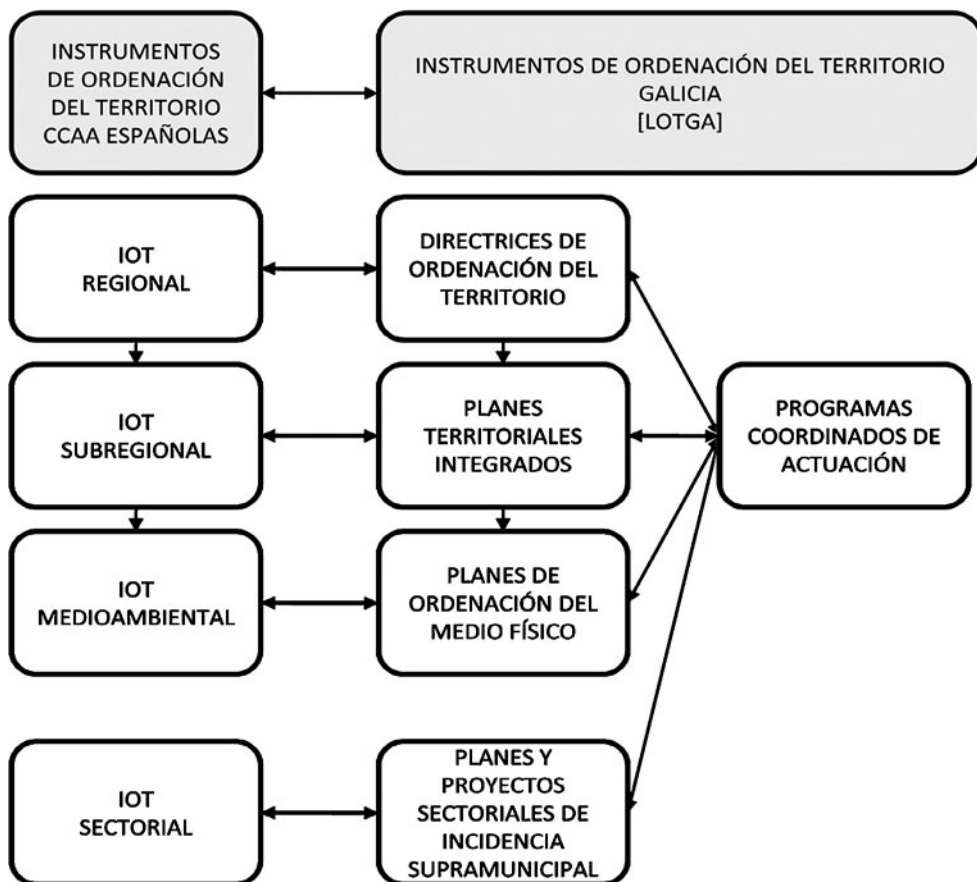 INSTRUMENTOS
DE ORDENACIÓN
DEL TERRITORIO
CCAA ESPAÑOLAS
INSTRUMENTOS DE ORDENACIÓN DEL TERRITORIO
GALICIA
[LOTGA]
IOT
REGIONAL
DIRECTRICES DE
ORDENACIÓN DEL
TERRITORIO
IOT
SUBREGIONAL
PLANES
TERRITORIALES
INTEGRADOS
PROGRAMAS
COORDINADOS DE
ACTUACIÓN
IOT
MEDIOAMBIENTAL
PLANES DE
ORDENACIÓN DEL
MEDIO FÍSICO
IOT
SECTORIAL
PLANES Y
PROYECTOS
SECTORIALES DE
INCIDENCIA
SUPRAMUNICIPAL